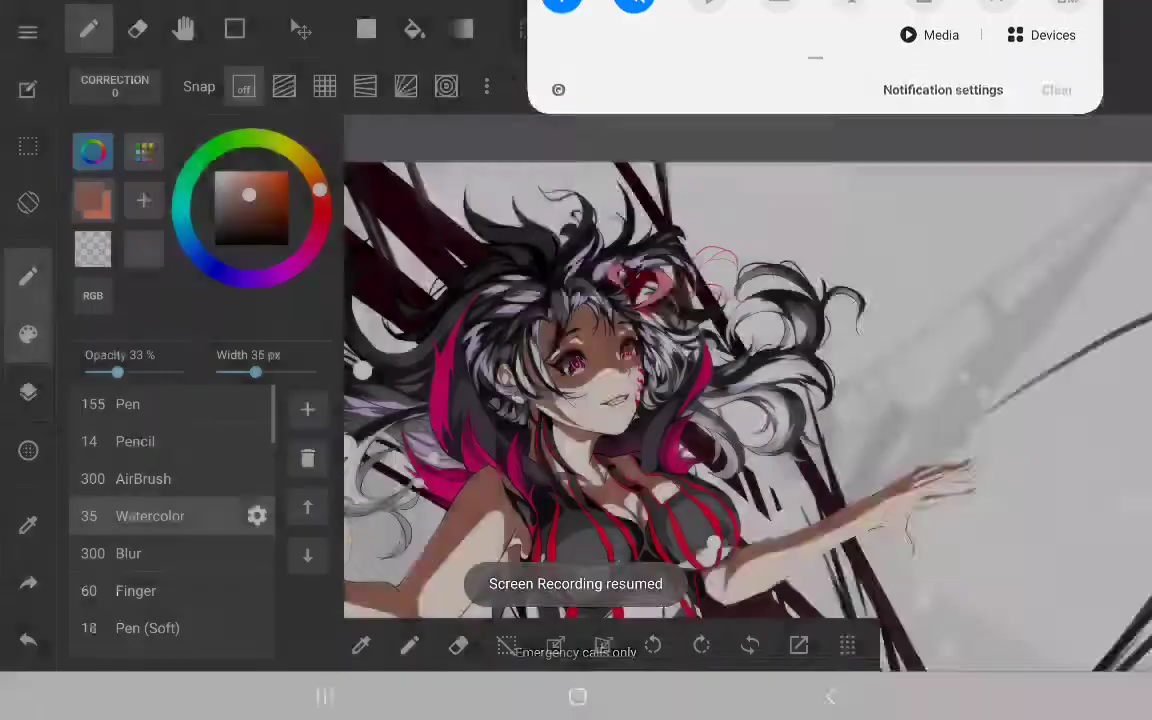 Media | Devices
Notification settings
Clear
CORRECTION
0
Snap
off
RGB
Opacity 33 %
Width 35 px
155 Pen
14 Pencil
300 AirBrush
35 Watercolor
300 Blur
60 Finger
18 Pen (Soft)
Screen Recording resumed
Emergency calls only